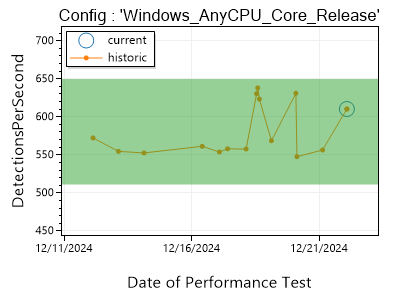 Config : 'Windows_AnyCPU_Core_Release'
current
historic
DetectionsPerSecond
700
650
600
550
500
450
12/11/2024
12/16/2024
12/21/2024
Date of Performance Test